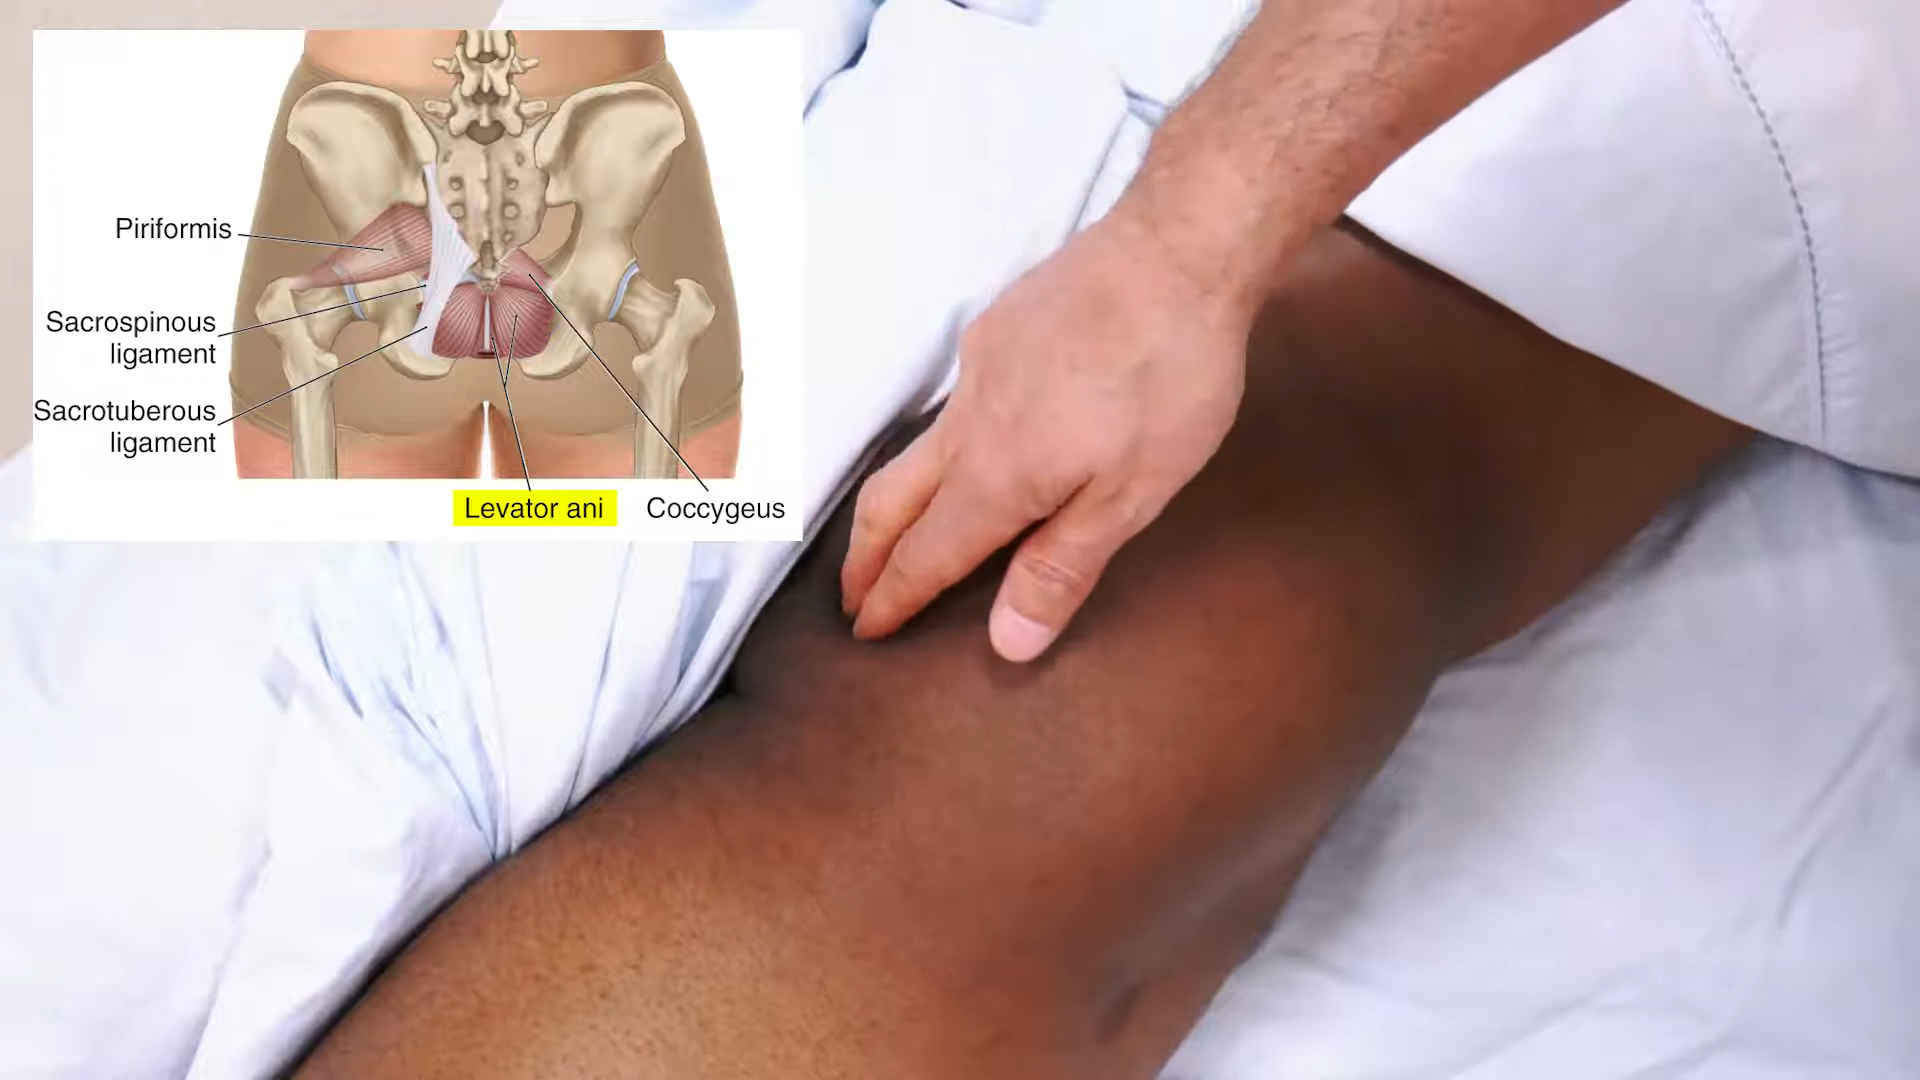 Piriformis
Sacrospinous
ligament
Sacrotuberous
ligament
Levator ani
Coccygeus